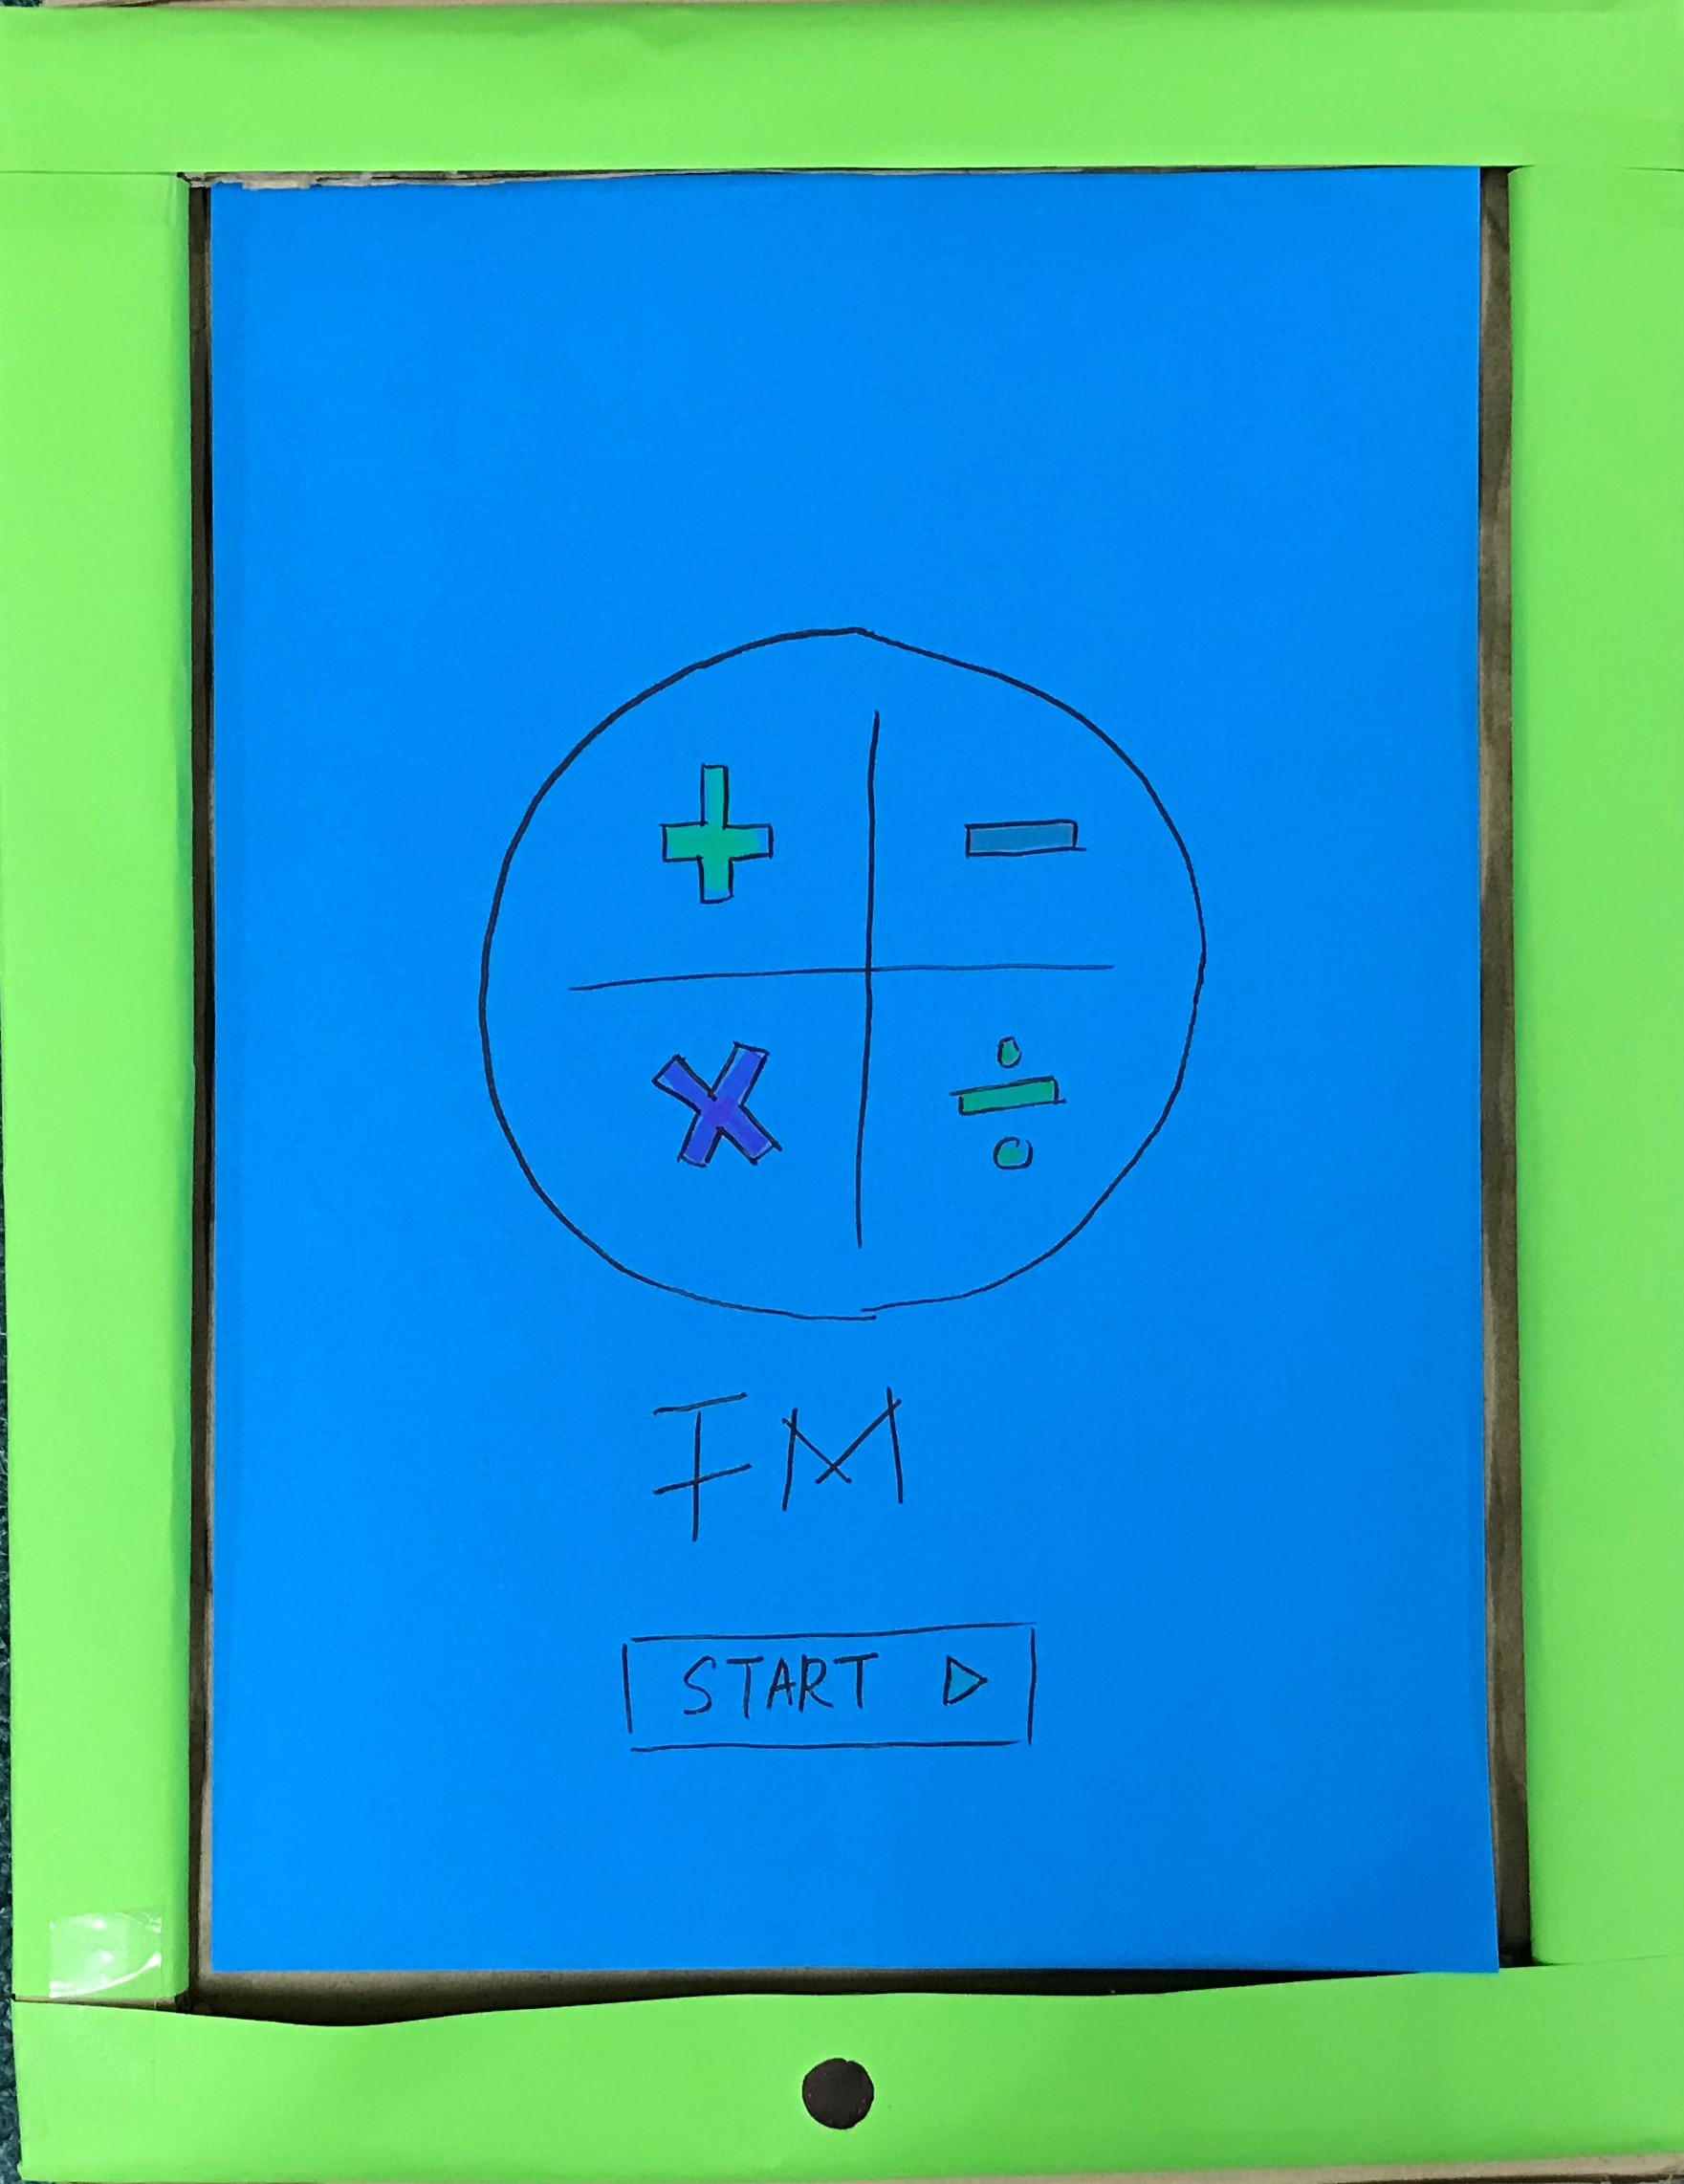 + −
× ÷
FM
START ▷